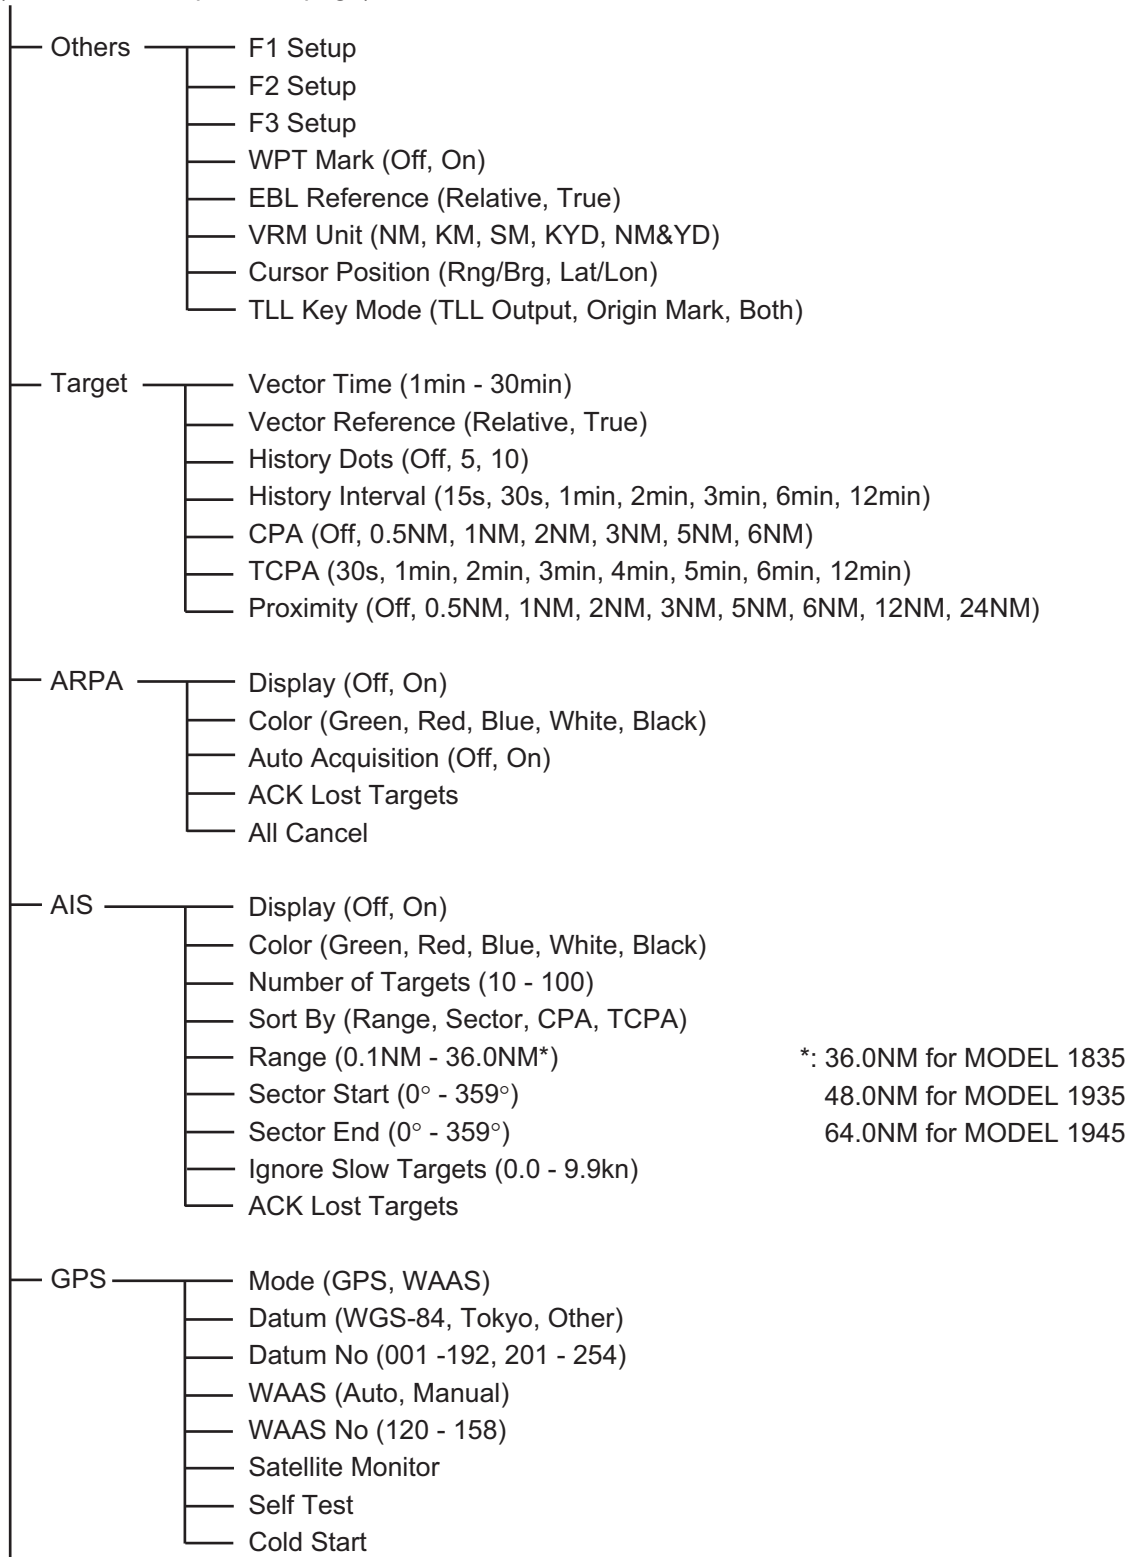 Others F1 Setup
F2 Setup
F3 Setup
WPT Mark (Off, On)
EBL Reference (Relative, True)
VRM Unit (NM, KM, SM, KYD, NM&YD)
Cursor Position (Rng/Brg, Lat/Lon)
TLL Key Mode (TLL Output, Origin Mark, Both)
Target Vector Time (1min - 30min)
Vector Reference (Relative, True)
History Dots (Off, 5, 10)
History Interval (15s, 30s, 1min, 2min, 3min, 6min, 12min)
CPA (Off, 0.5NM, 1NM, 2NM, 3NM, 5NM, 6NM)
TCPA (30s, 1min, 2min, 3min, 4min, 5min, 6min, 12min)
Proximity (Off, 0.5NM, 1NM, 2NM, 3NM, 5NM, 6NM, 12NM, 24NM)
ARPA Display (Off, On)
Color (Green, Red, Blue, White, Black)
Auto Acquisition (Off, On)
ACK Lost Targets
All Cancel
AIS Display (Off, On)
Color (Green, Red, Blue, White, Black)
Number of Targets (10 - 100)
Sort By (Range, Sector, CPA, TCPA)
Range (0.1NM - 36.0NM*) *: 36.0NM for MODEL 1835
Sector Start (0° - 359°) 48.0NM for MODEL 1935
Sector End (0° - 359°) 64.0NM for MODEL 1945
Ignore Slow Targets (0.0 - 9.9kn)
ACK Lost Targets
GPS Mode (GPS, WAAS)
Datum (WGS-84, Tokyo, Other)
Datum No (001 -192, 201 - 254)
WAAS (Auto, Manual)
WAAS No (120 - 158)
Satellite Monitor
Self Test
Cold Start